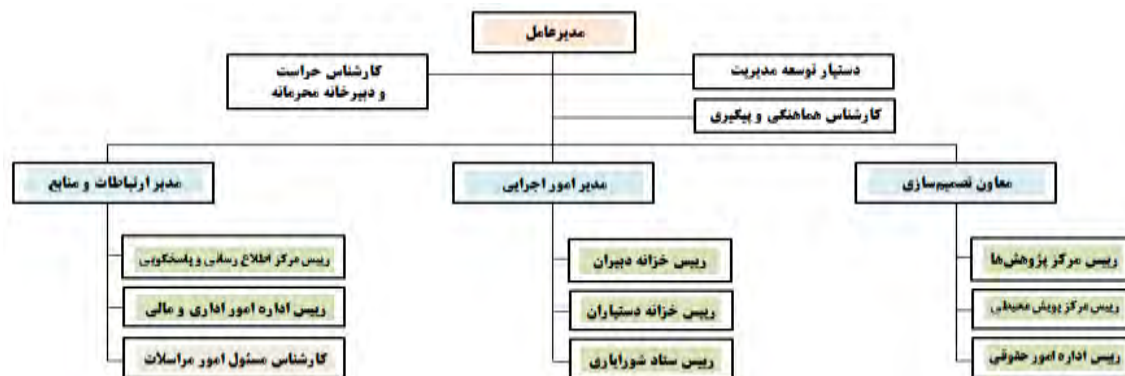 مدیرعامل
دستیار توسعه مدیریت
کارشناس حراست
و دبیرخانه محرمانه
کارشناس هماهنگی و پیگیری
معاون تصمیم‌سازی
مدیر امور اجرایی
مدیر ارتباطات و منابع
رییس مرکز پژوهش‌ها
رییس مرکز پویش محیطی
رییس اداره امور حقوقی
رییس خزانه دبیران
رییس خزانه دستیاران
رییس ستاد شورایاری
رییس مرکز اطلاع رسانی و پاسخگویی
رییس اداره امور اداری و مالی
کارشناس مسئول امور مراسلات